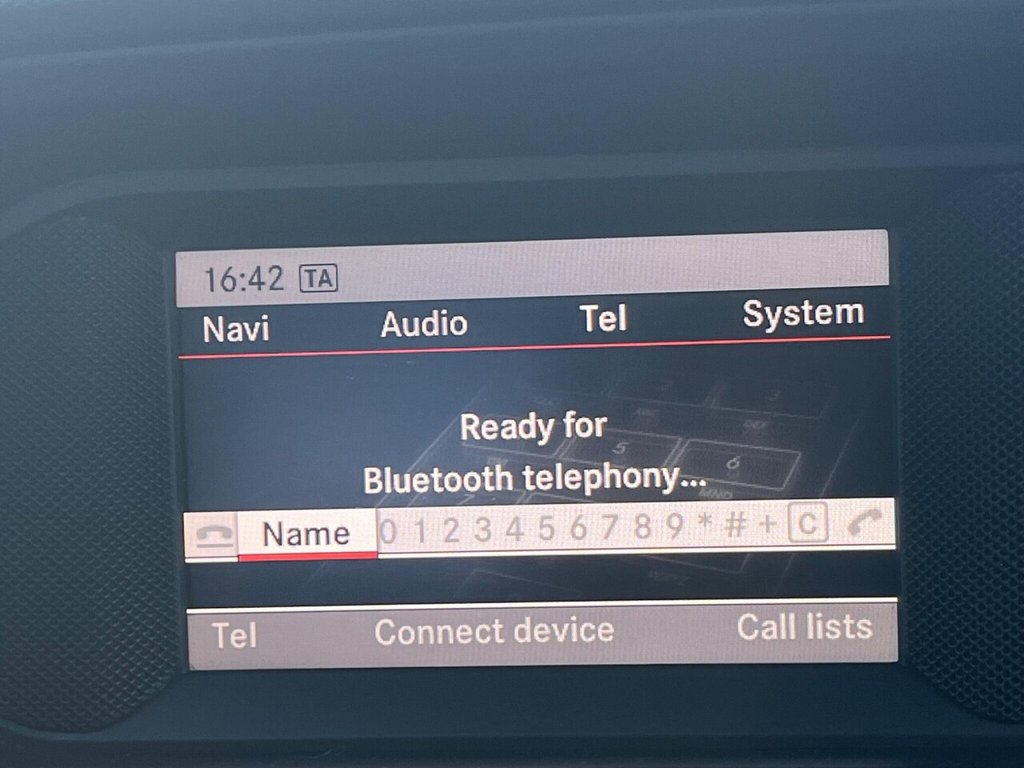 16:42 TA
Navi Audio Tel System
Ready for
Bluetooth telephony...
Name 0 1 2 3 4 5 6 7 8 9 * # + C
Tel Connect device Call lists